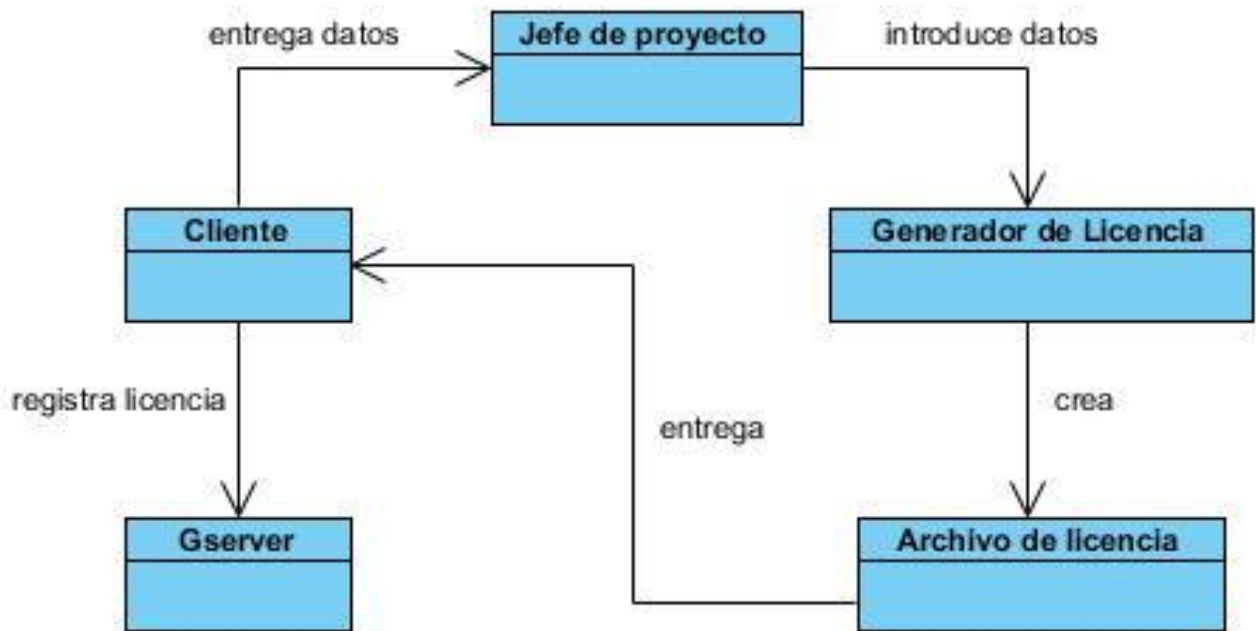 entrega datos
Jefe de proyecto
introduce datos
Cliente
Generador de Licencia
registra licencia
entrega
crea
Gserver
Archivo de licencia